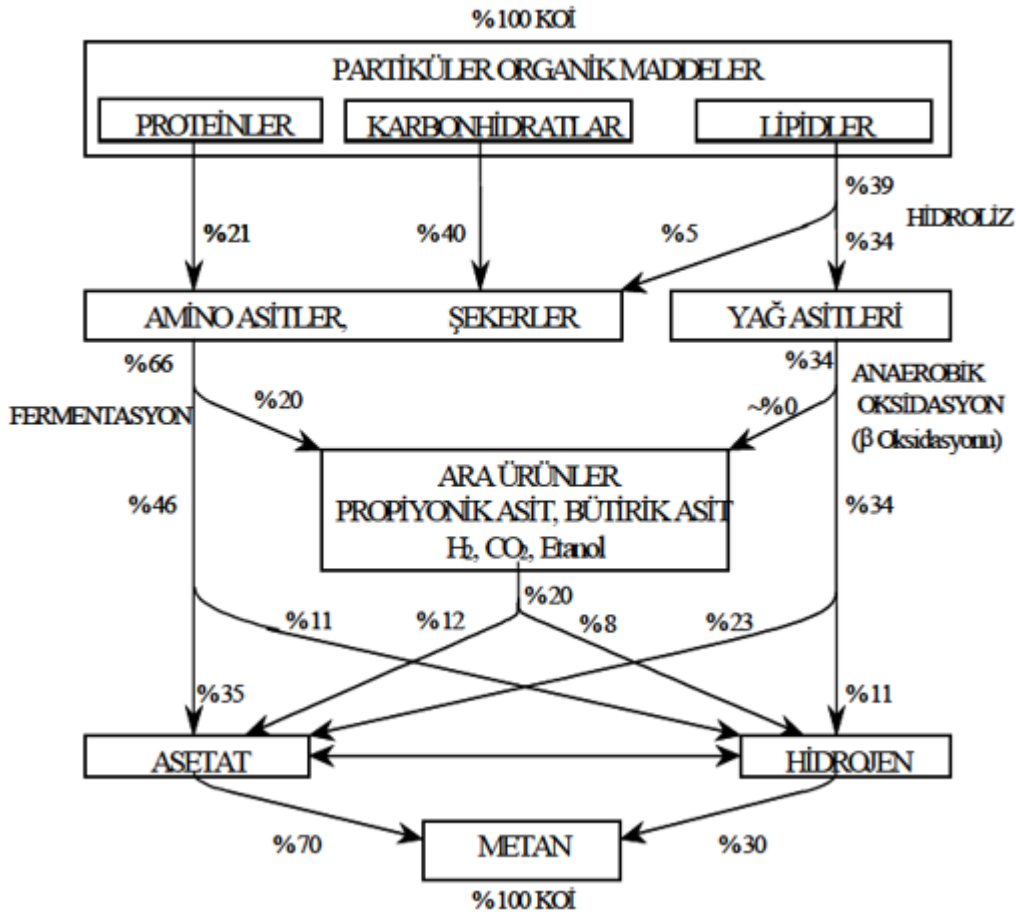 %100 KOİ
PARTİKÜLER ORGANİK MADDELER
PROTEİNLER
KARBONHİDRATLAR
LİPİDLER
%39
HİDROLİZ
%21
%40
%5
%34
AMİNO ASİTLER, ŞEKERLER
YAĞ ASİTLERİ
%66
%34
ANAEROBİK
OKSİDASYON
(β Oksidasyonu)
FERMENTASYON
%20
~%0
ARA ÜRÜNLER
PROPİYONİK ASİT, BÜTİRİK ASİT
H₂, CO₂, Etanol
%46
%34
%20
%11
%12
%8
%23
%35
%11
ASETAT
HİDROJEN
%70
METAN
%30
%100 KOİ